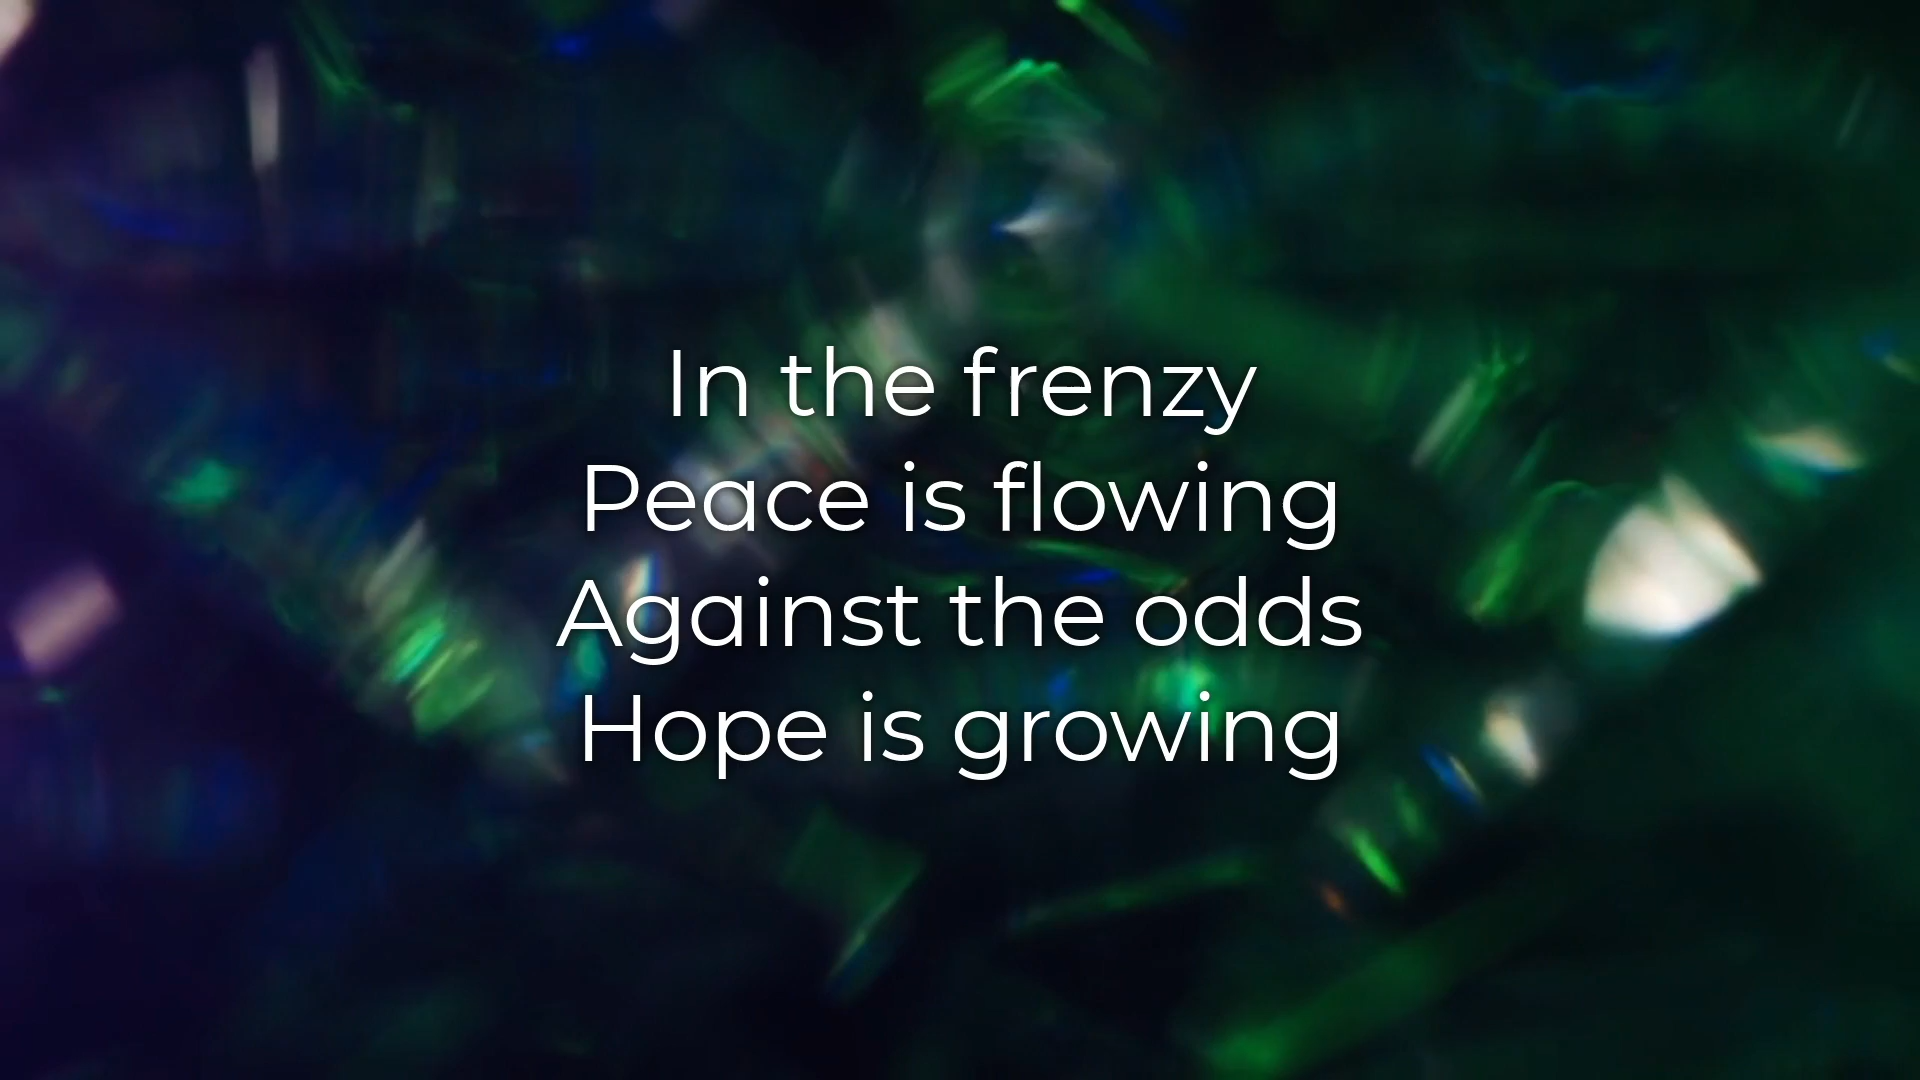 In the frenzy
Peace is flowing
Against the odds
Hope is growing